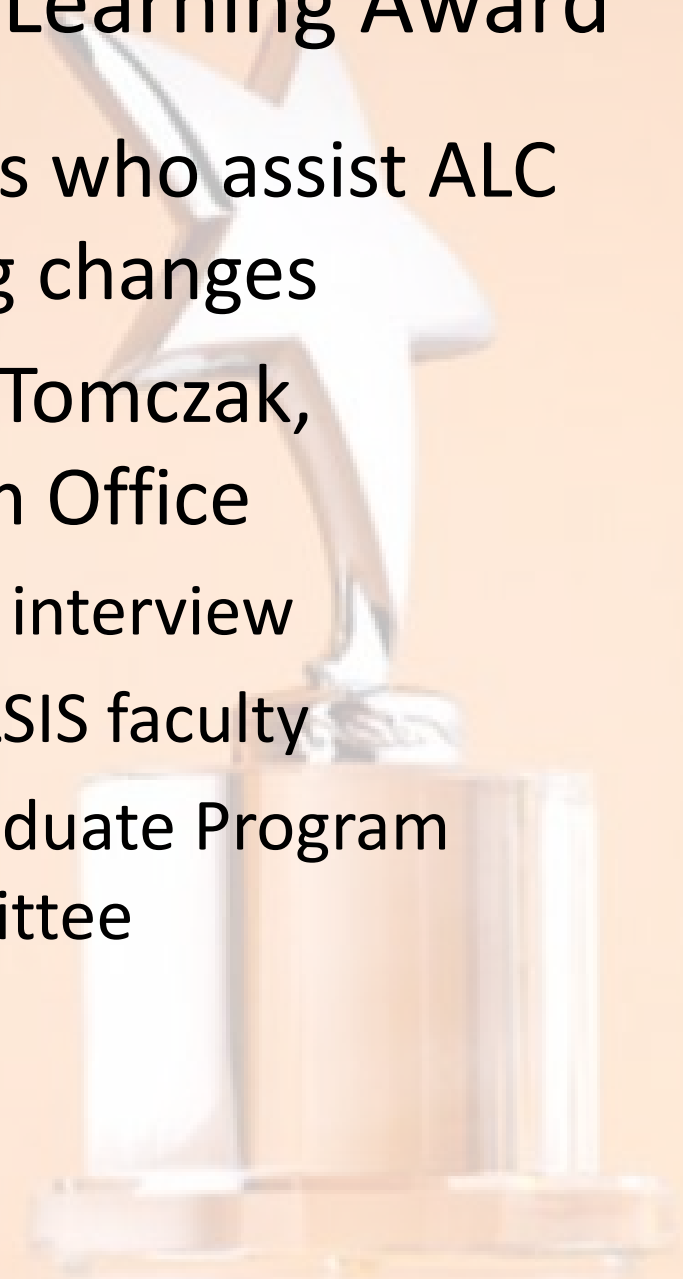 Learning Award
s who assist ALC
g changes
Tomczak,
n Office
interview
SIS faculty
duate Program
ittee